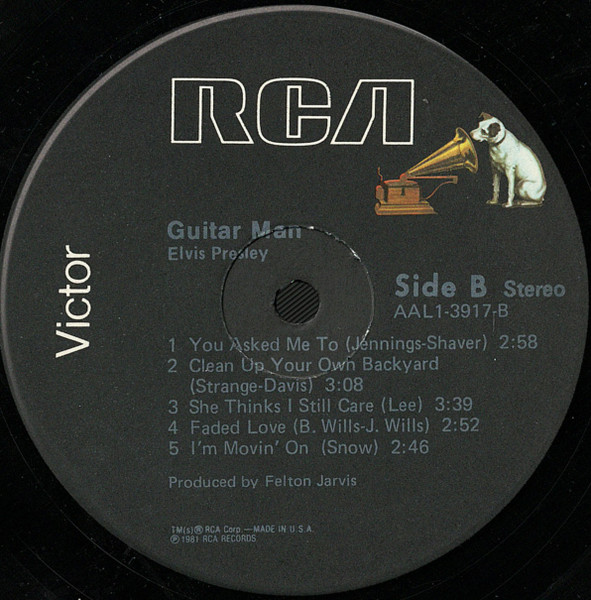 RCA
Victor
Guitar Man
Elvis Presley
Side B Stereo
AAL1-3917-B
1 You Asked Me To (Jennings-Shaver) 2:58
2 Clean Up Your Own Backyard
(Strange-Davis) 3:08
3 She Thinks I Still Care (Lee) 3:39
4 Faded Love (B. Wills-J. Wills) 2:52
5 I'm Movin' On (Snow) 2:46
Produced by Felton Jarvis
TM(s)® RCA Corp.—MADE IN U.S.A.
℗ 1981 RCA RECORDS